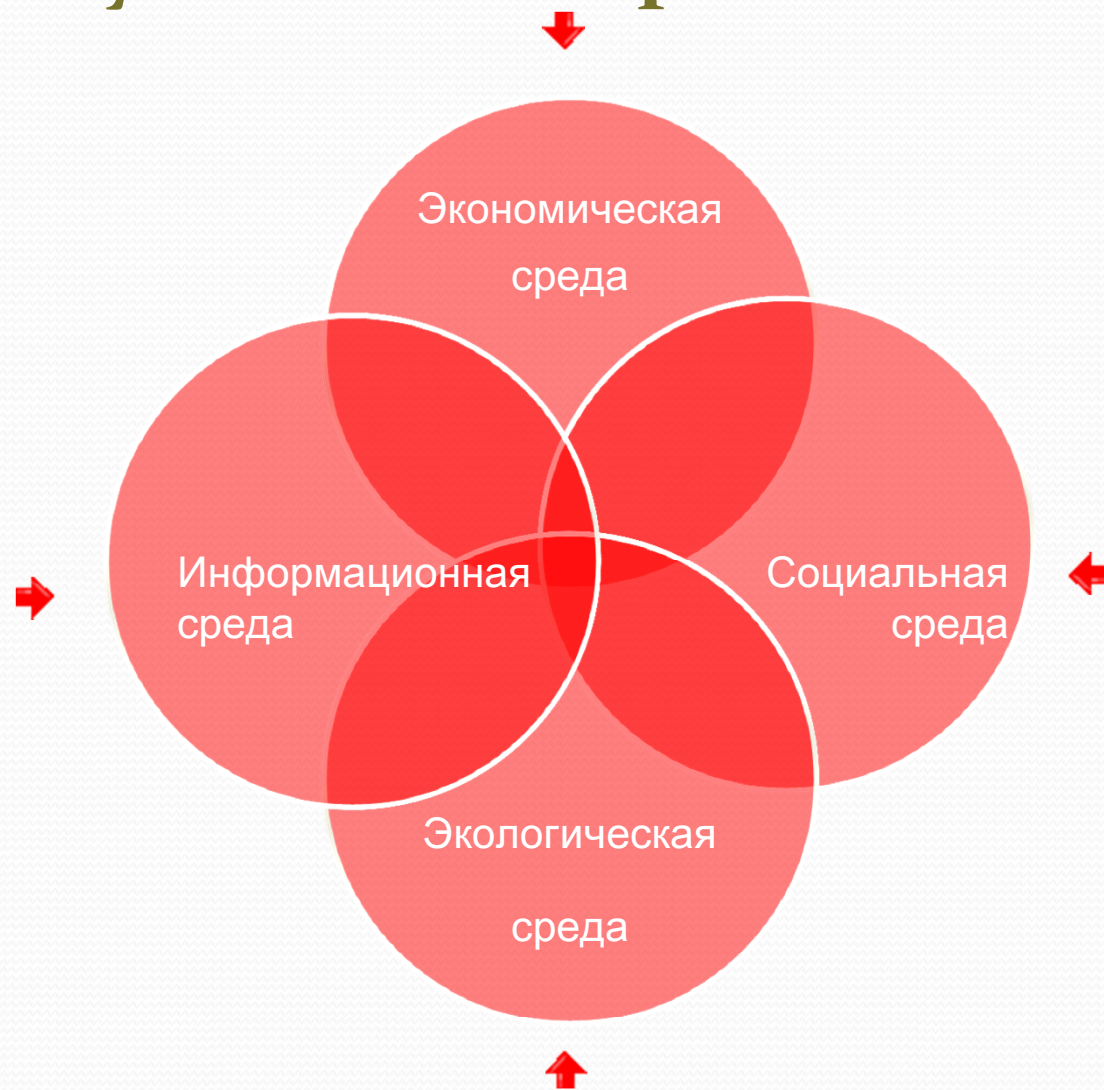 Экономическая
среда
Информационная
среда
Социальная
среда
Экологическая
среда